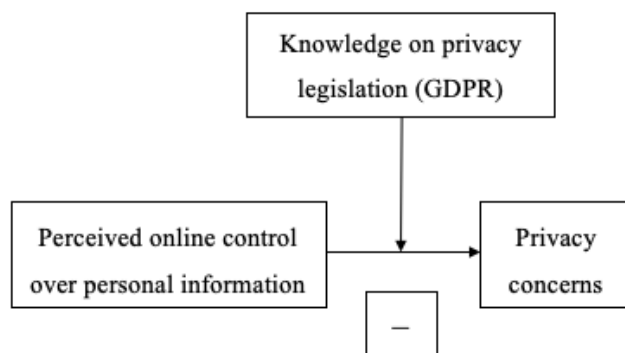 Knowledge on privacy
legislation (GDPR)
Perceived online control
over personal information
Privacy
concerns
–